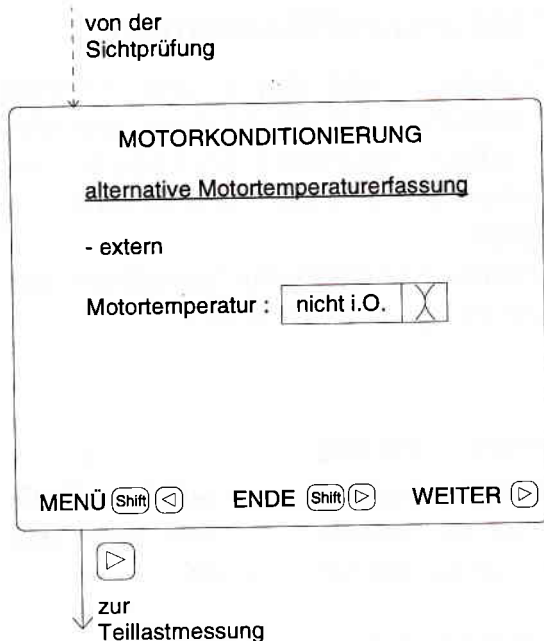 von der
Sichtprüfung
MOTORKONDITIONIERUNG
alternative Motortemperaturerfassung
- extern
Motortemperatur : nicht i.O.
MENÜ Shift ENDE Shift WEITER
zur
Teillastmessung